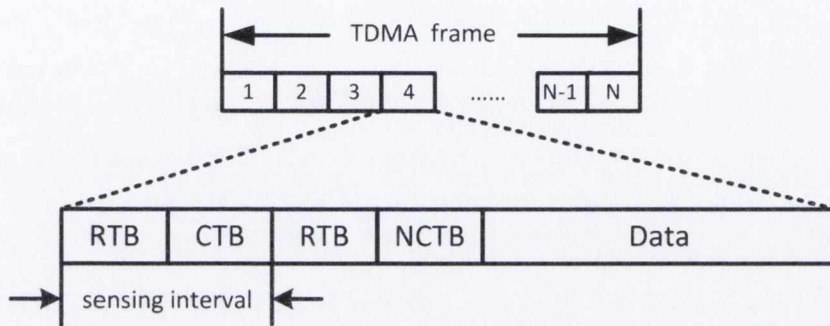 TDMA frame
1 2 3 4 ...... N-1 N
RTB CTB RTB NCTB Data
sensing interval